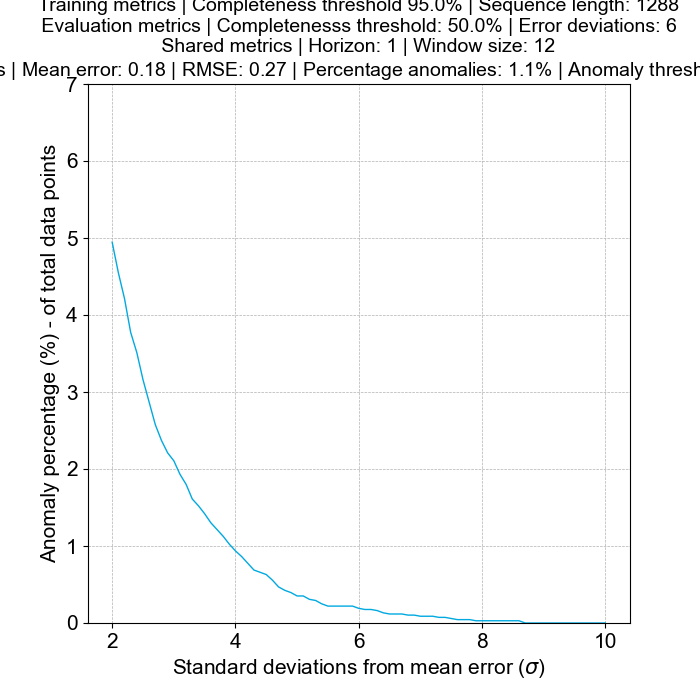 Training metrics | Completeness threshold 95.0% | Sequence length: 1288
Evaluation metrics | Completenesss threshold: 50.0% | Error deviations: 6
Shared metrics | Horizon: 1 | Window size: 12
| Mean error: 0.18 | RMSE: 0.27 | Percentage anomalies: 1.1% | Anomaly
7
6
5
4
3
2
1
0
Anomaly percentage (%) - of total data points
2 4 6 8 10
Standard deviations from mean error (σ)